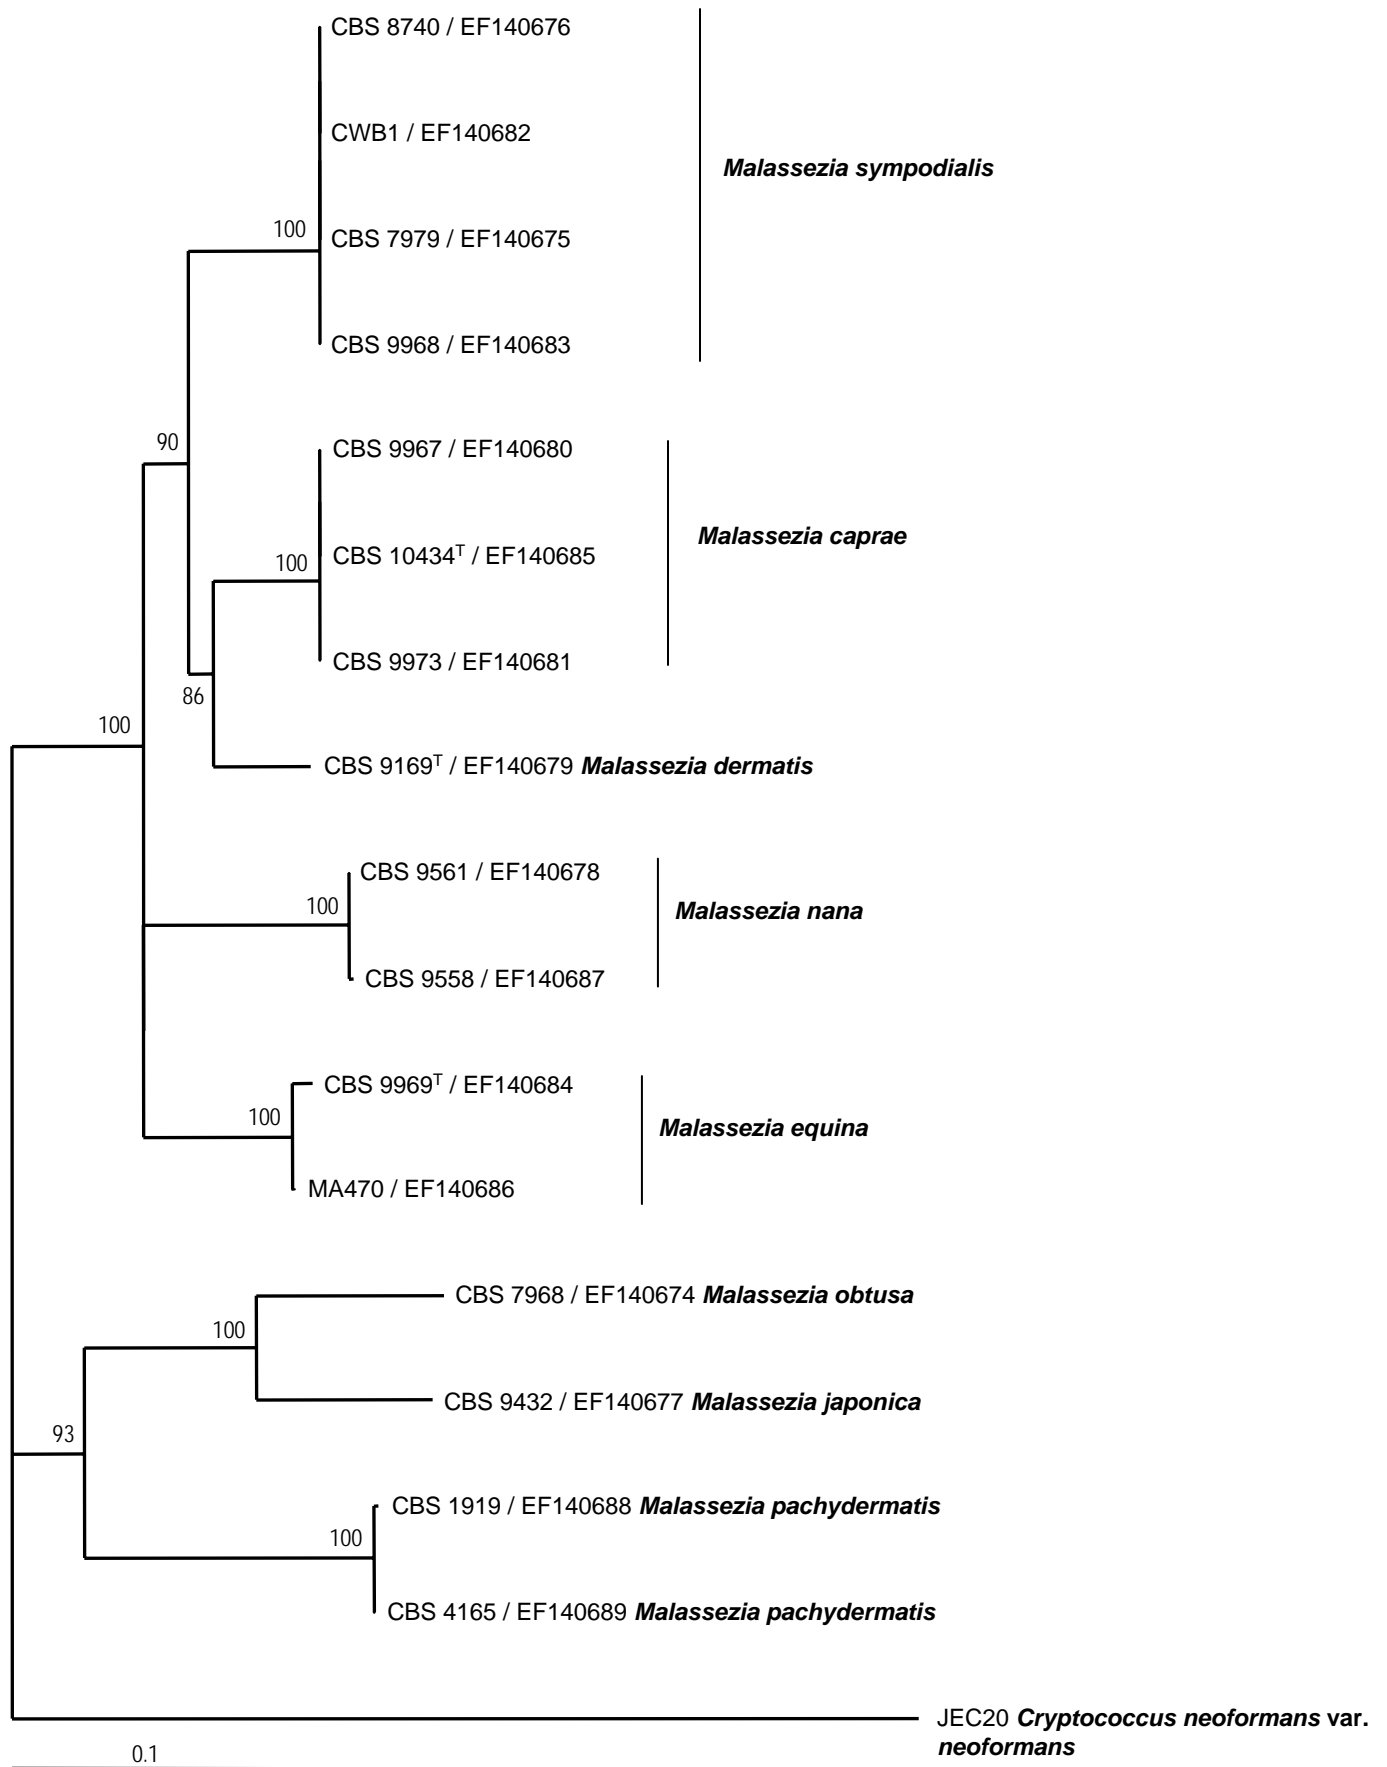 CBS 8740 / EF140676
CWB1 / EF140682
Malassezia sympodialis
100
CBS 7979 / EF140675
CBS 9968 / EF140683
90
CBS 9967 / EF140680
Malassezia caprae
100
CBS 10434ᵀ / EF140685
CBS 9973 / EF140681
86
100
CBS 9169ᵀ / EF140679 Malassezia dermatis
CBS 9561 / EF140678
100
Malassezia nana
CBS 9558 / EF140687
CBS 9969ᵀ / EF140684
100
Malassezia equina
MA470 / EF140686
CBS 7968 / EF140674 Malassezia obtusa
100
CBS 9432 / EF140677 Malassezia japonica
93
CBS 1919 / EF140688 Malassezia pachydermatis
100
CBS 4165 / EF140689 Malassezia pachydermatis
JEC20 Cryptococcus neoformans var.
neoformans
0.1